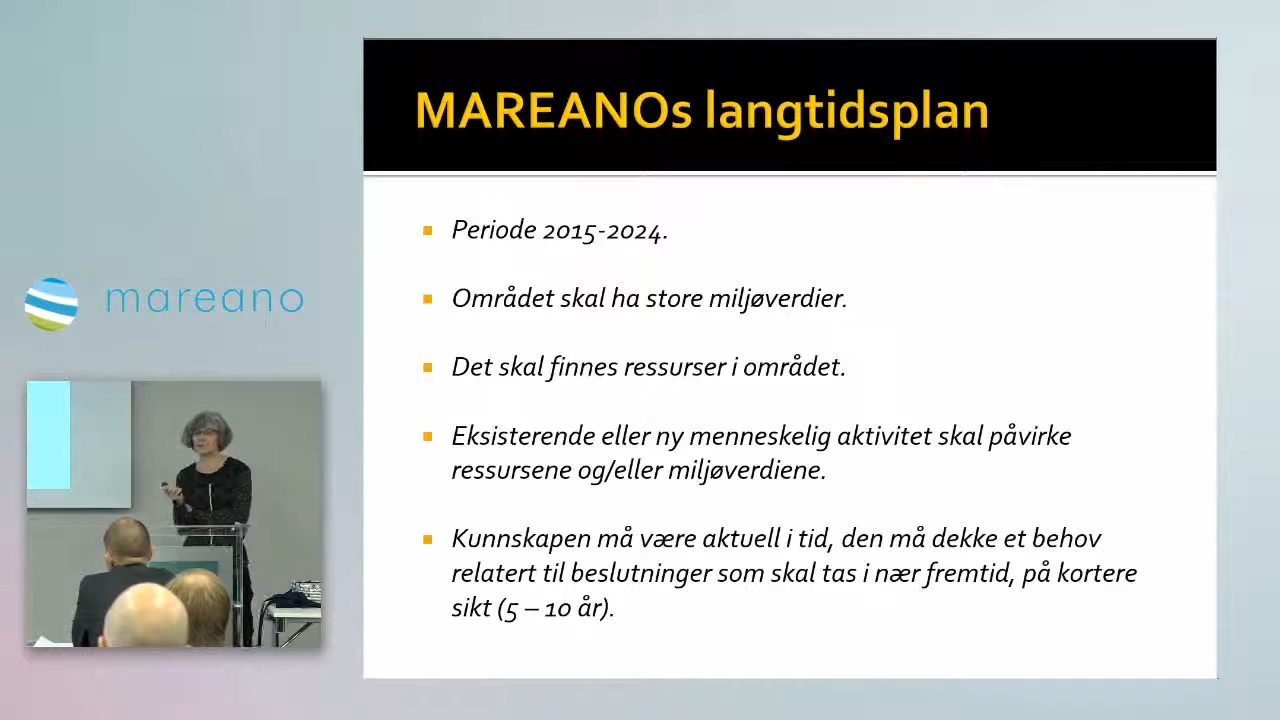 MAREANOs langtidsplan
Periode 2015-2024.
Området skal ha store miljøverdier.
mareano
Det skal finnes ressurser i området.
Eksisterende eller ny menneskelig aktivitet skal påvirke
ressursene og/eller miljøverdiene.
Kunnskapen må være aktuell i tid, den må dekke et behov
relatert til beslutninger som skal tas i nær fremtid, på kortere
sikt (5 – 10 år).